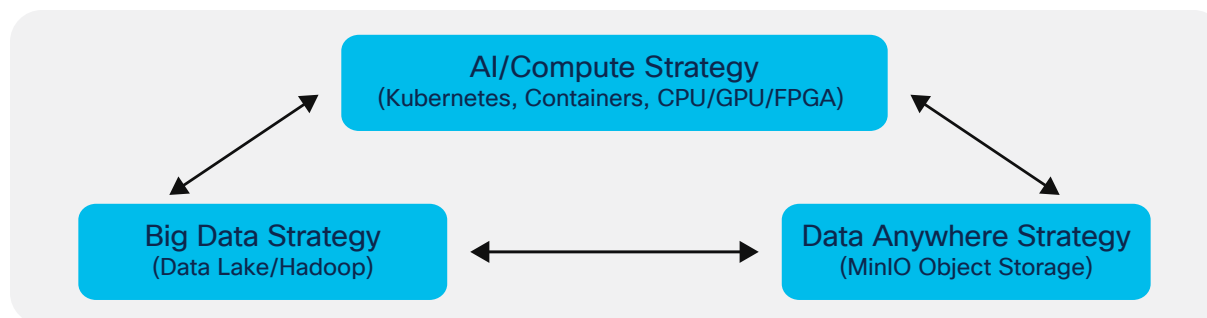 AI/Compute Strategy
(Kubernetes, Containers, CPU/GPU/FPGA)
Big Data Strategy
(Data Lake/Hadoop)
Data Anywhere Strategy
(MinIO Object Storage)